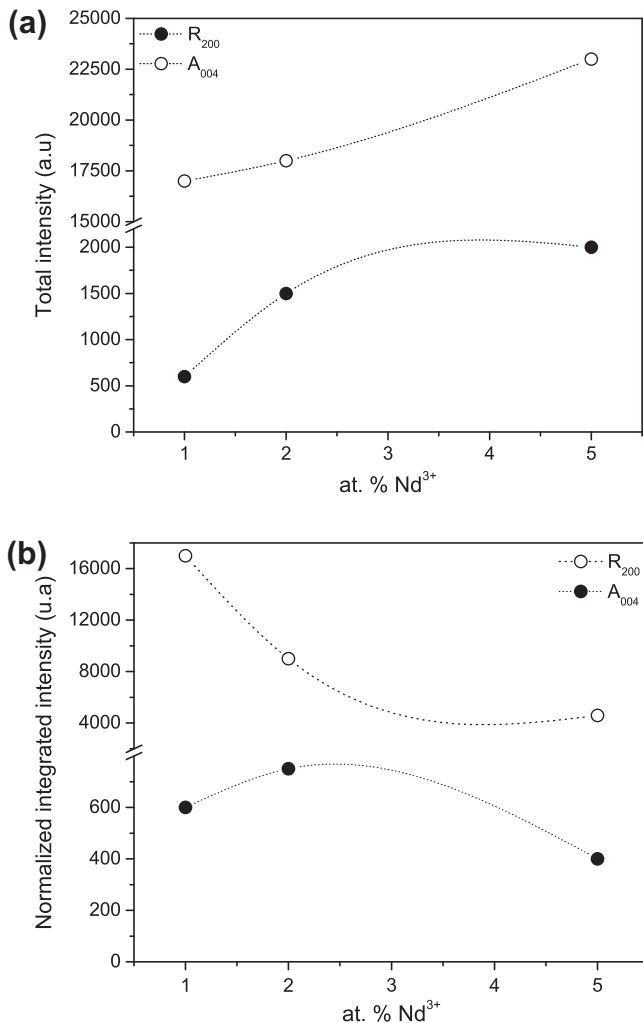 (a)
R200
A004
25000
22500
20000
17500
15000
2000
1500
1000
500
0
Total intensity (a.u)
1 2 3 4 5
at. % Nd3+
(b)
R200
A004
16000
12000
8000
4000
600
400
200
0
Normalized integrated intensity (u.a)
1 2 3 4 5
at. % Nd3+